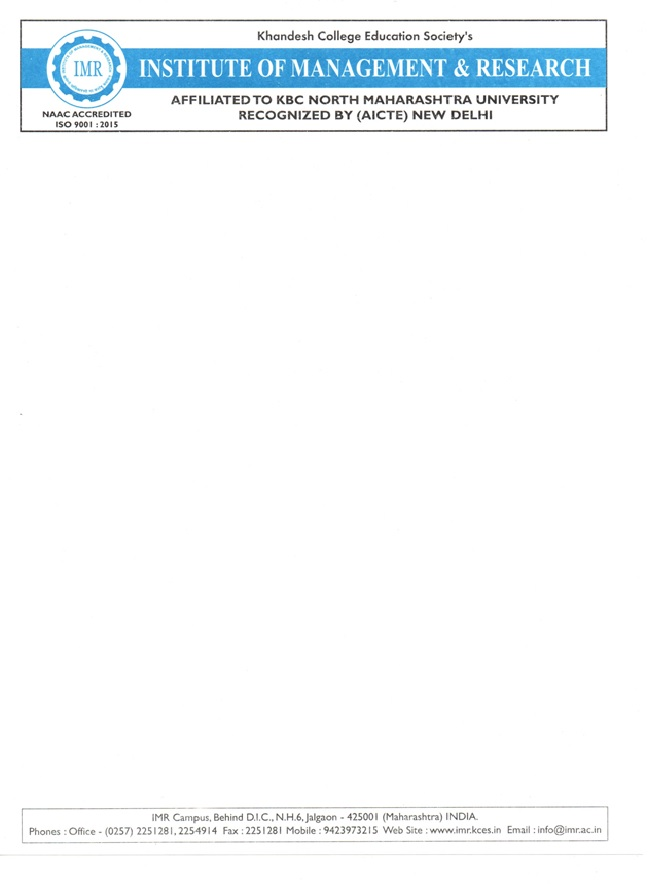 Khandesh College Education Society's
IMR
INSTITUTE OF MANAGEMENT & RESEARCH
AFFILIATED TO KBC NORTH MAHARASHTRA UNIVERSITY
RECOGNIZED BY (AICTE) NEW DELHI
NAAC ACCREDITED
ISO 9001 : 2015
IMR Campus, Behind D.I.C., N.H.6, Jalgaon - 425001 (Maharashtra) INDIA.
Phones : Office - (0257) 2251281, 2254914 Fax : 2251281 Mobile : 9423973215 Web Site : www.imr.kces.in Email : info@imr.ac.in